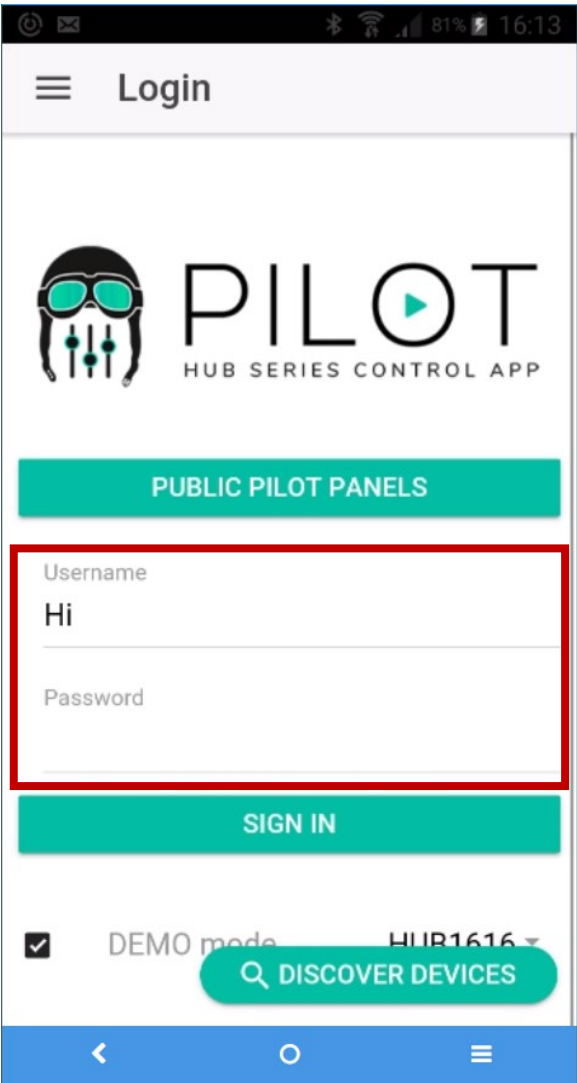 81% 16:13
Login
PILOT
HUB SERIES CONTROL APP
PUBLIC PILOT PANELS
Username
Hi
Password
SIGN IN
DEMO mode HUB1616
DISCOVER DEVICES